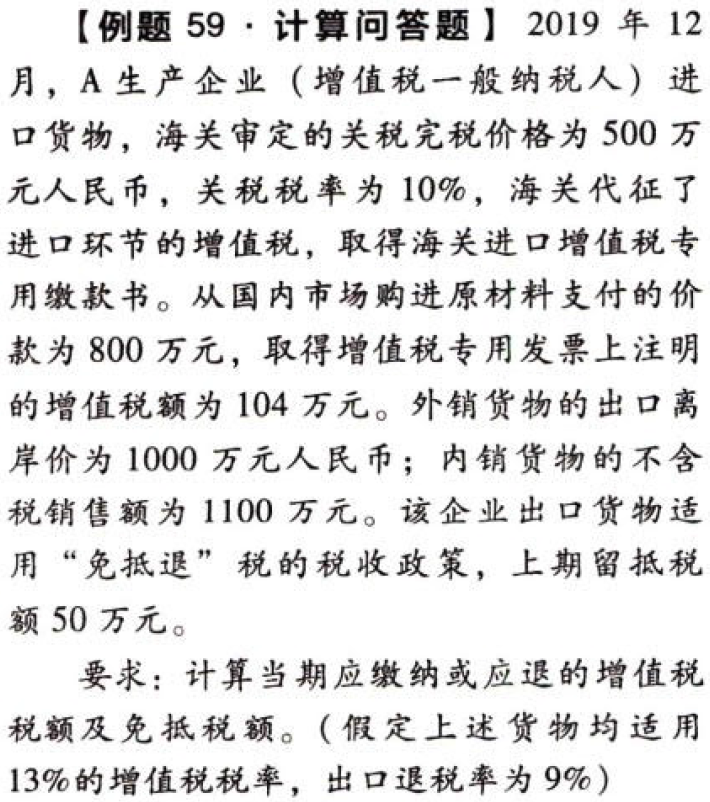 【例题 59 · 计算问答题】 2019 年 12
月，A 生产企业（增值税一般纳税人）进
口货物，海关审定的关税完税价格为 500 万
元人民币，关税税率为 10%，海关代征了
进口环节的增值税，取得海关进口增值税专
用缴款书。从国内市场购进原材料支付的价
款为 800 万元，取得增值税专用发票上注明
的增值税额为 104 万元。外销货物的出口离
岸价为 1000 万元人民币；内销货物的不含
税销售额为 1100 万元。该企业出口货物适
用“免抵退”税的税收政策，上期留抵税
额 50 万元。
要求：计算当期应缴纳或应退的增值税
税额及免抵税额。（假定上述货物均适用
13%的增值税税率，出口退税率为 9%）